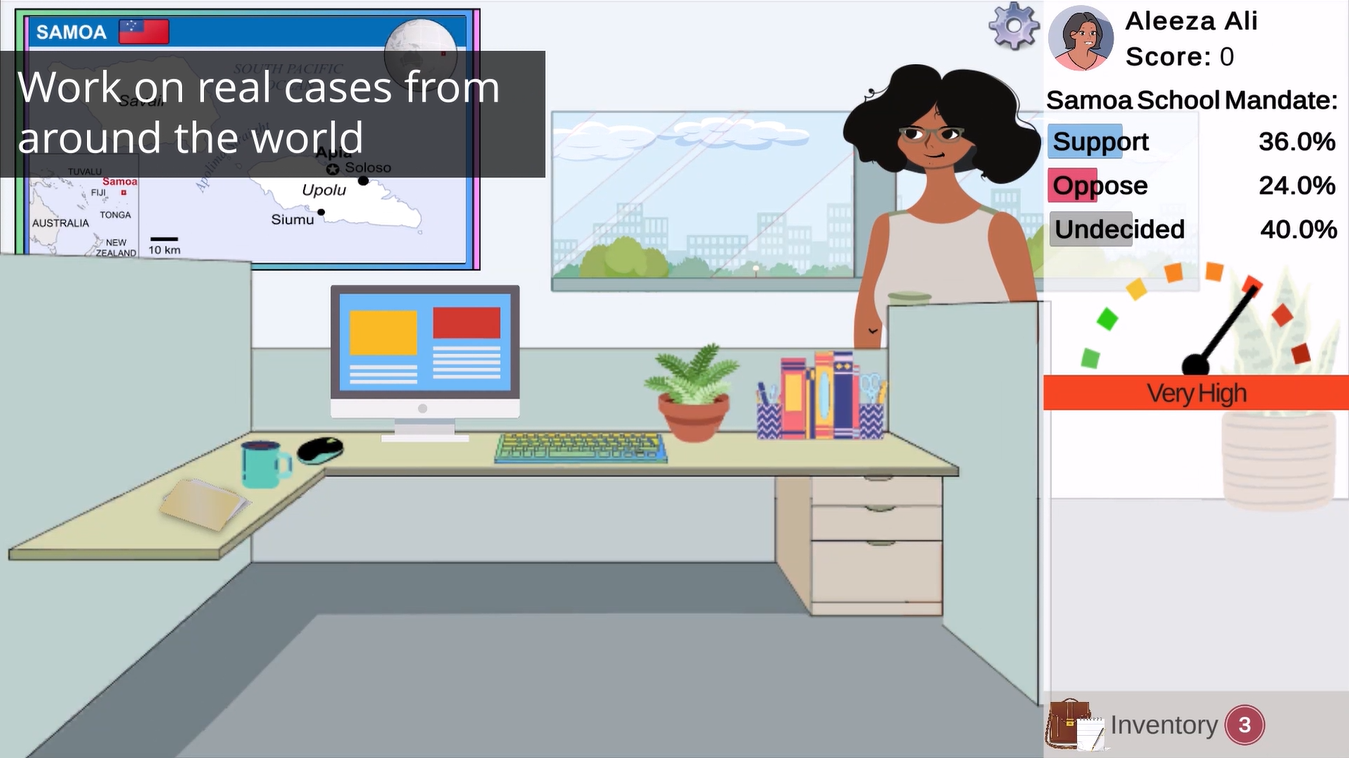 SAMOA
SOUTH PACIFIC
Work on real cases from
around the world
Savaii
Apia
Soloso
Upolu
Siumu
TUVALU
Samoa
FIJI
TONGA
AUSTRALIA
NEW
ZEALAND
10 km
Aleeza Ali
Score: 0
Samoa School Mandate:
Support 36.0%
Oppose 24.0%
Undecided 40.0%
Very High
Inventory 3